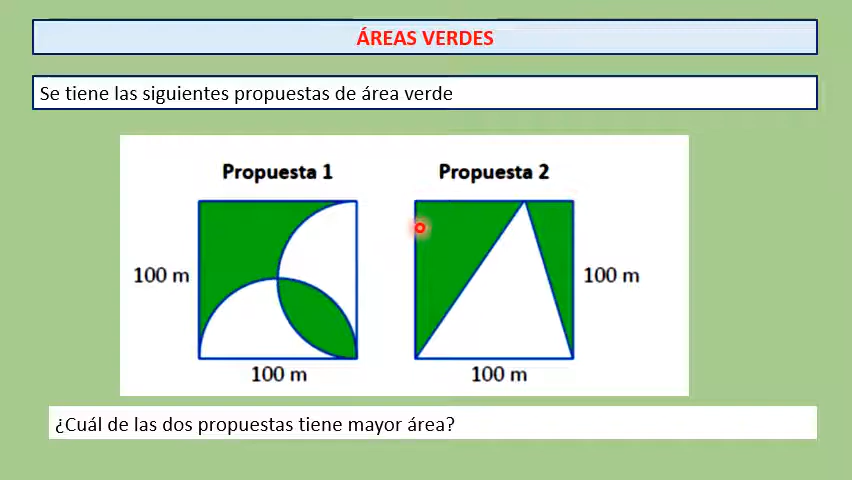 ÁREAS VERDES
Se tiene las siguientes propuestas de área verde
Propuesta 1 Propuesta 2
100 m 100 m
100 m 100 m
¿Cuál de las dos propuestas tiene mayor área?